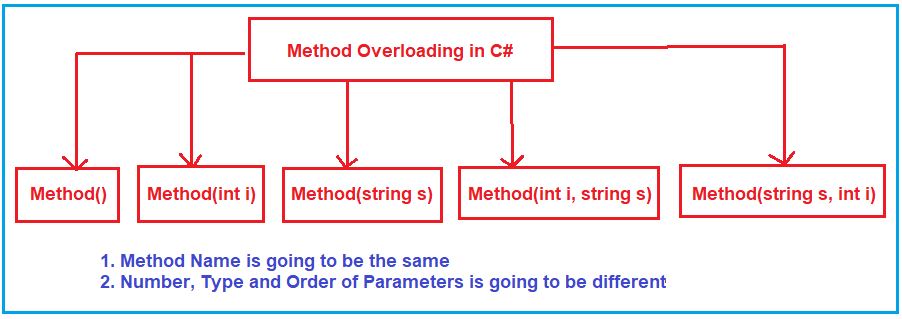 Method Overloading in C#
Method()
Method(int i)
Method(string s)
Method(int i, string s)
Method(string s, int i)
1. Method Name is going to be the same
2. Number, Type and Order of Parameters is going to be different